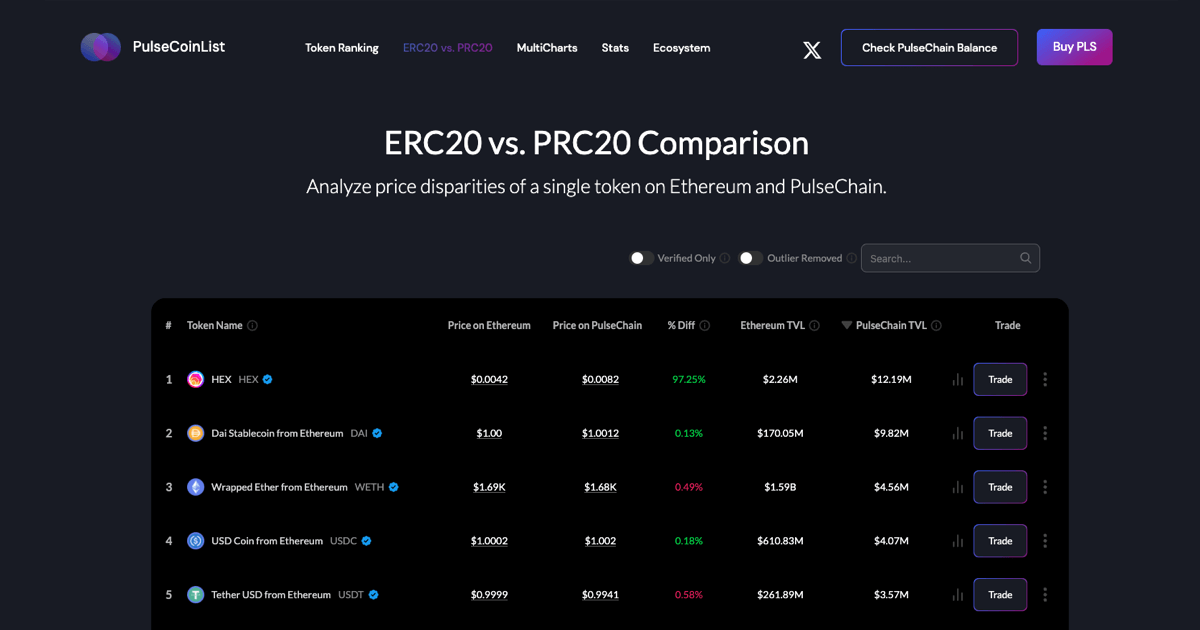 PulseCoinList Token Ranking ERC20 vs. PRC20 MultiCharts Stats Ecosystem X Check PulseChain Balance Buy PLS
ERC20 vs. PRC20 Comparison
Analyze price disparities of a single token on Ethereum and PulseChain.
Verified Only Outlier Removed Search...
# Token Name Price on Ethereum Price on PulseChain % Diff Ethereum TVL PulseChain TVL Trade
1 HEX HEX $0.0042 $0.0082 97.25% $2.26M $12.19M Trade
2 Dai Stablecoin from Ethereum DAI $1.00 $1.0012 0.13% $170.05M $9.82M Trade
3 Wrapped Ether from Ethereum WETH $1.69K $1.68K 0.49% $1.59B $4.56M Trade
4 USD Coin from Ethereum USDC $1.0002 $1.002 0.18% $610.83M $4.07M Trade
5 Tether USD from Ethereum USDT $0.9999 $0.9941 0.58% $261.89M $3.57M Trade